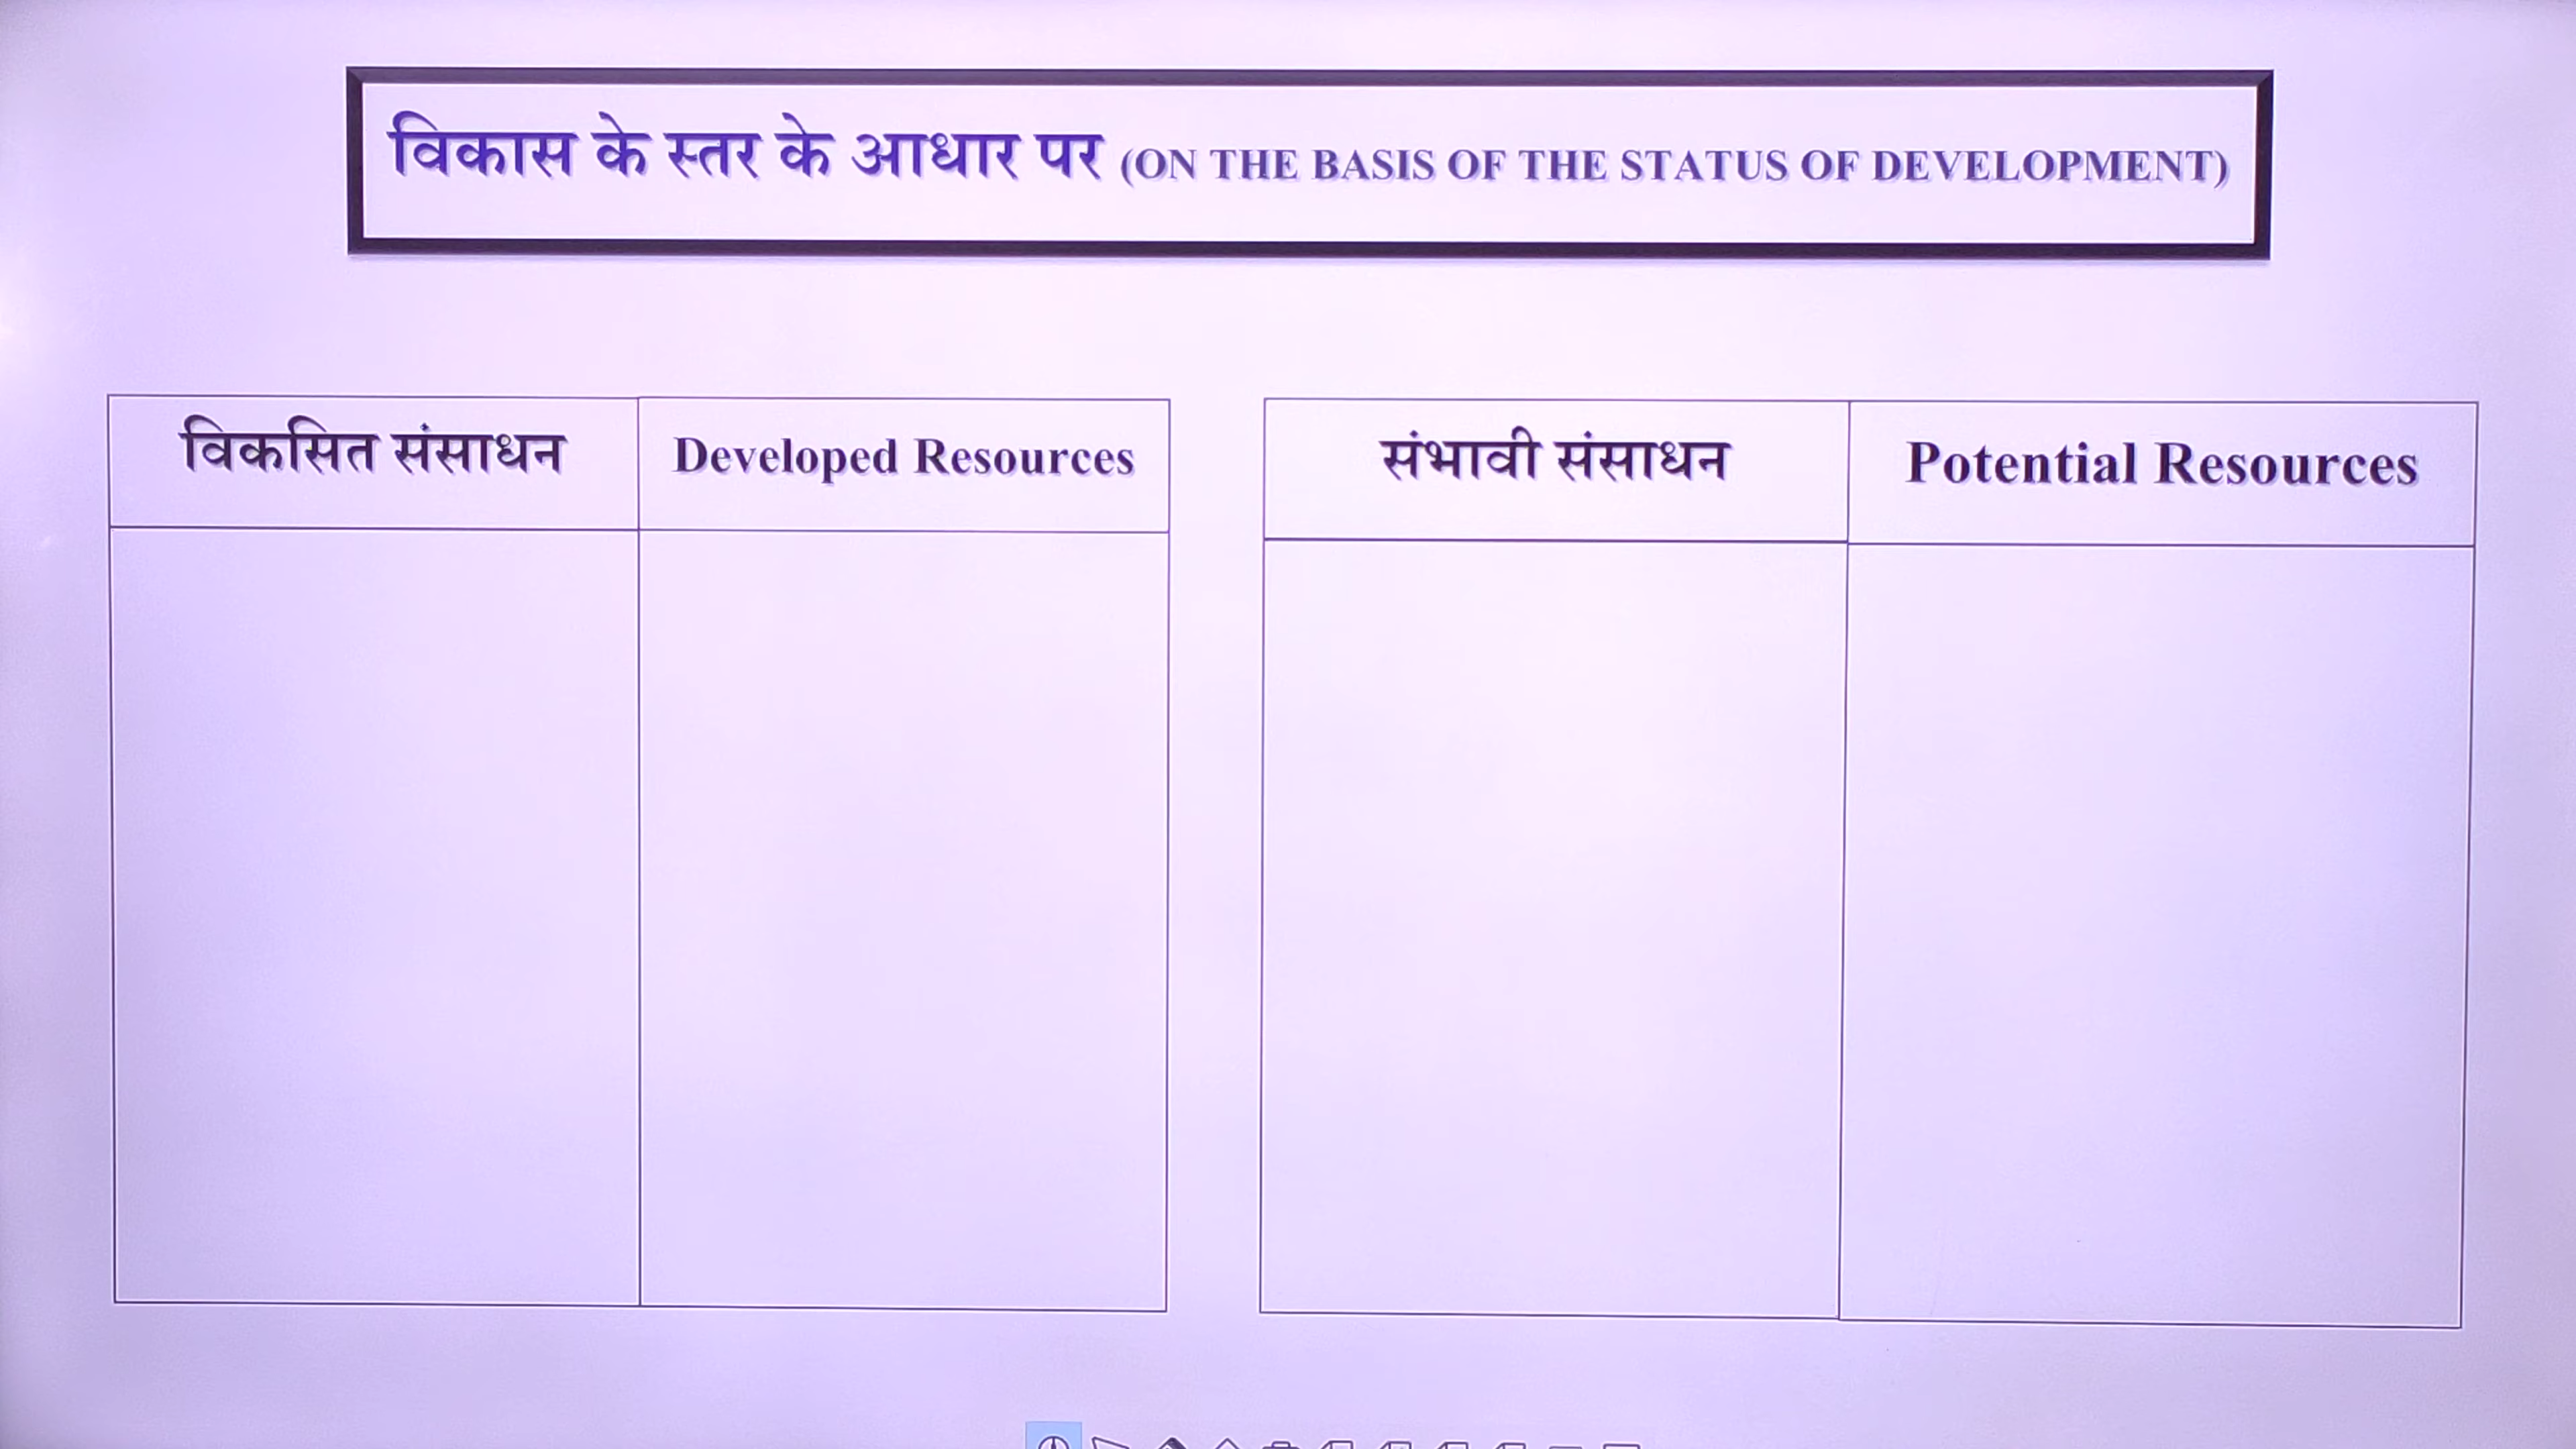 विकास के स्तर के आधार पर (ON THE BASIS OF THE STATUS OF DEVELOPMENT)
विकसित संसाधन
Developed Resources
संभावी संसाधन
Potential Resources